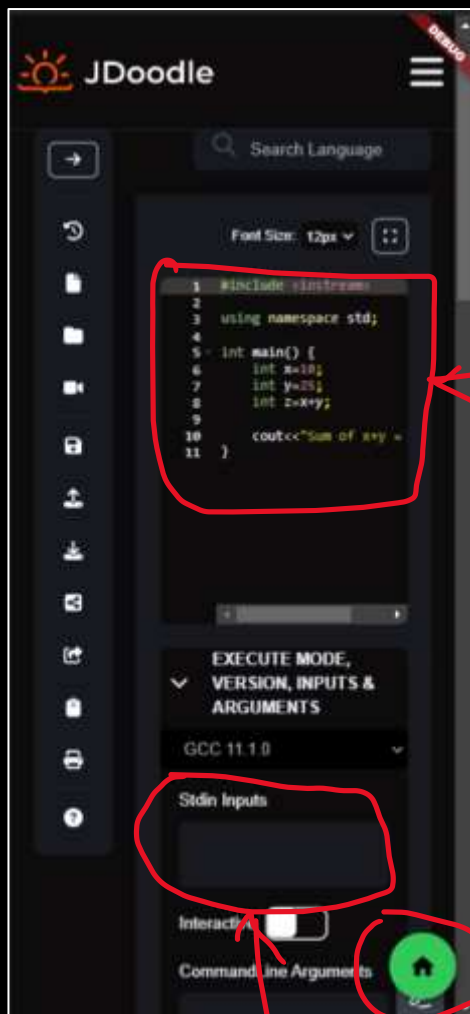 DEBUG
JDoodle
Search Language
Font Size: 12px
1 #include <iostream>
2
3 using namespace std;
4
5 int main() {
6 int x=10;
7 int y=25;
8 int z=x+y;
9
10 cout<<"Sum of x+y =
11 }
EXECUTE MODE,
VERSION, INPUTS &
ARGUMENTS
GCC 11.1.0
Stdin Inputs
Interactive
CommandLine Arguments